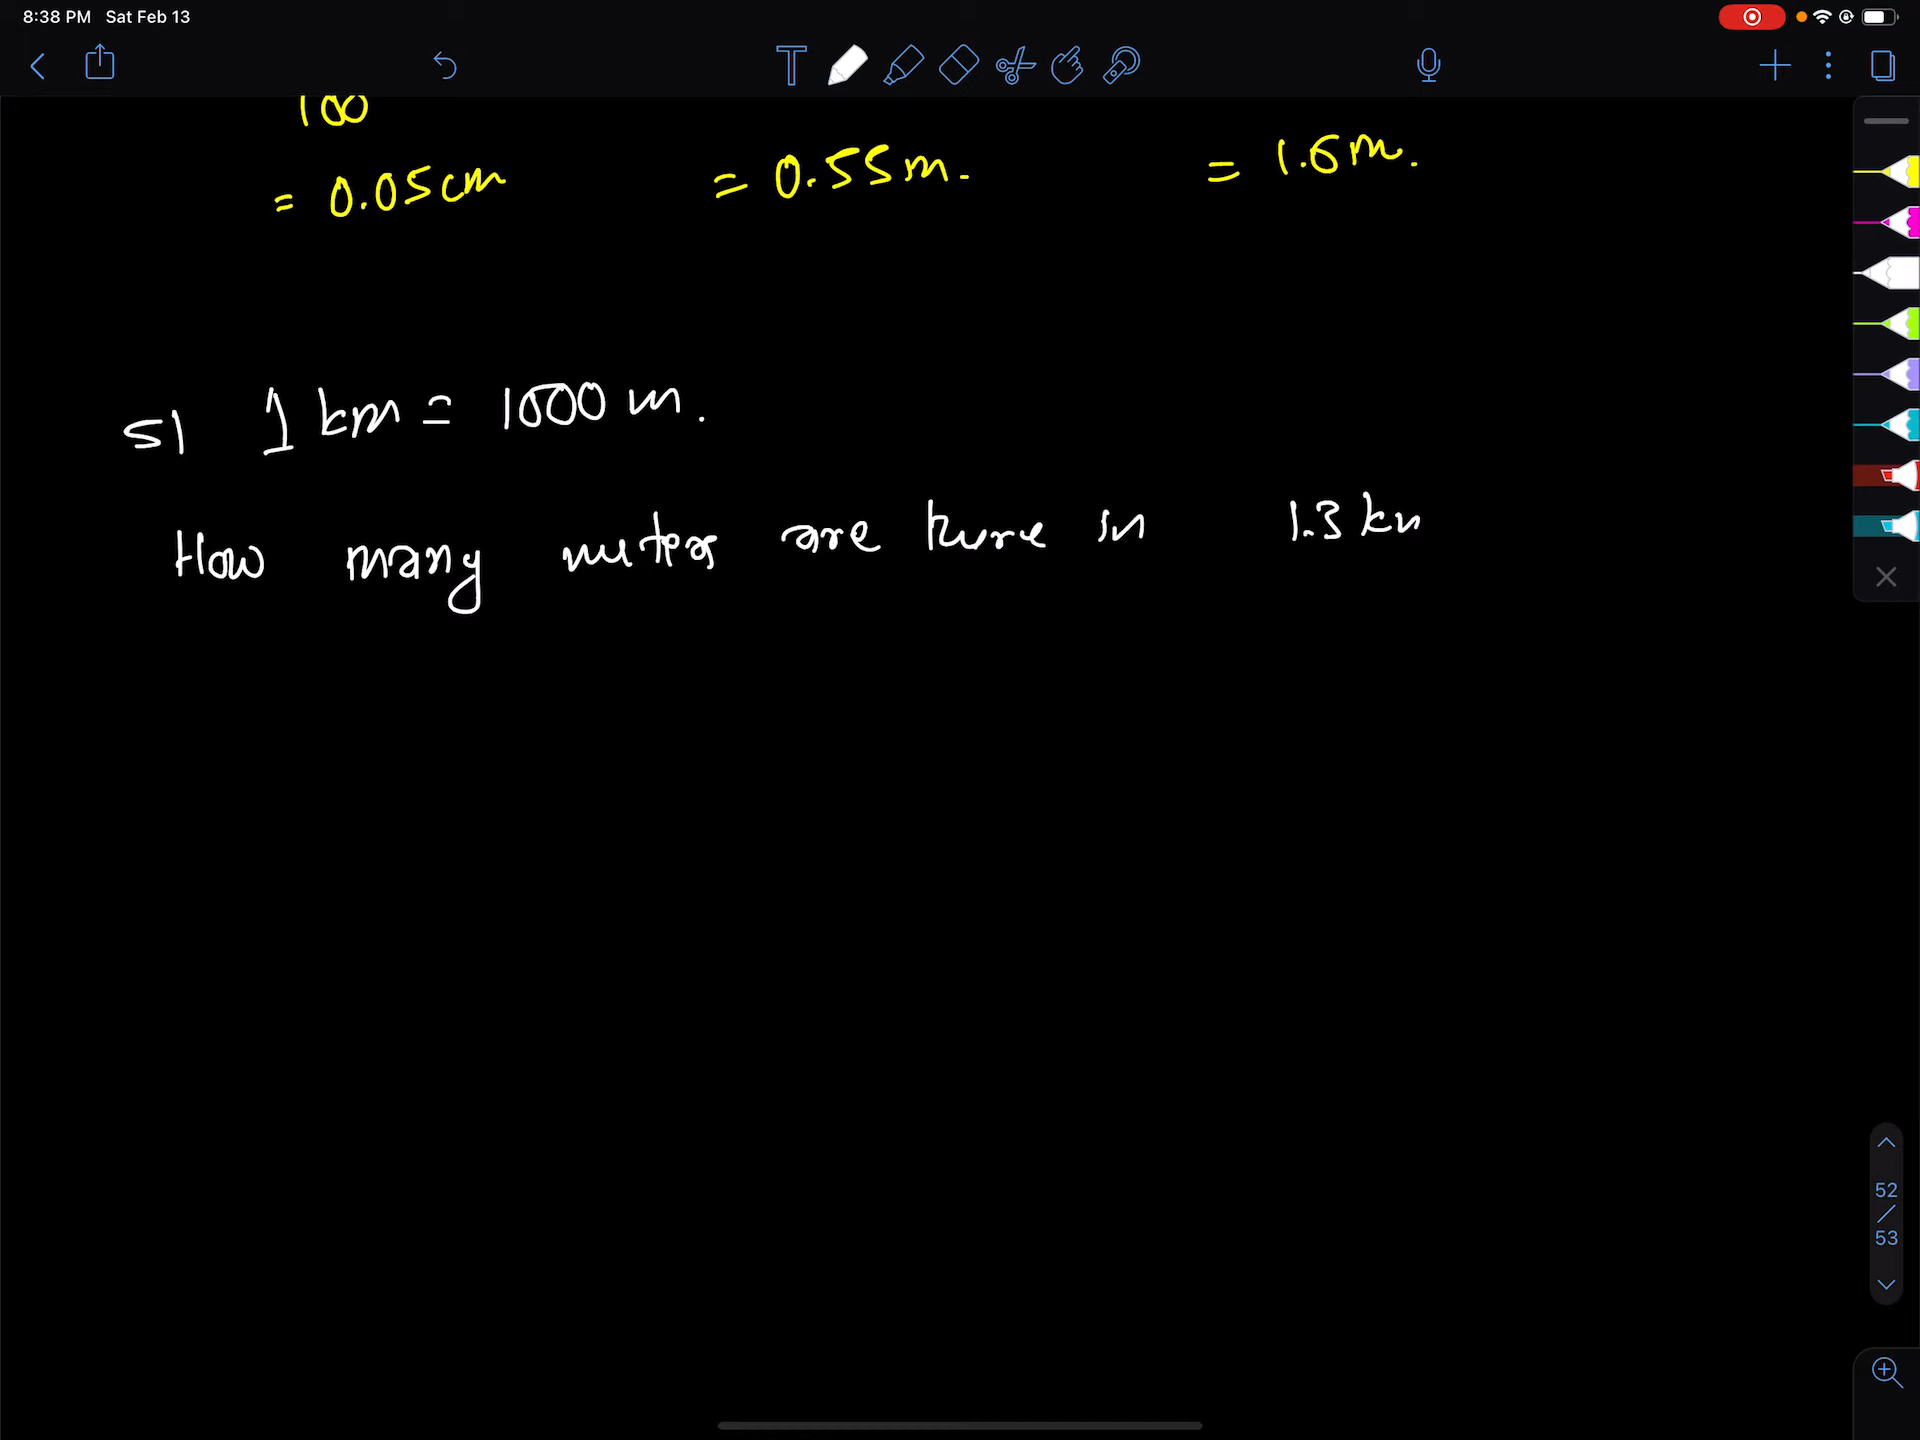 8:38 PM Sat Feb 13
T
100
= 0.05cm = 0.55m. = 1.6m.
51 1 km = 1000 m.
How many meters are there in 1.3 km
52
/
53